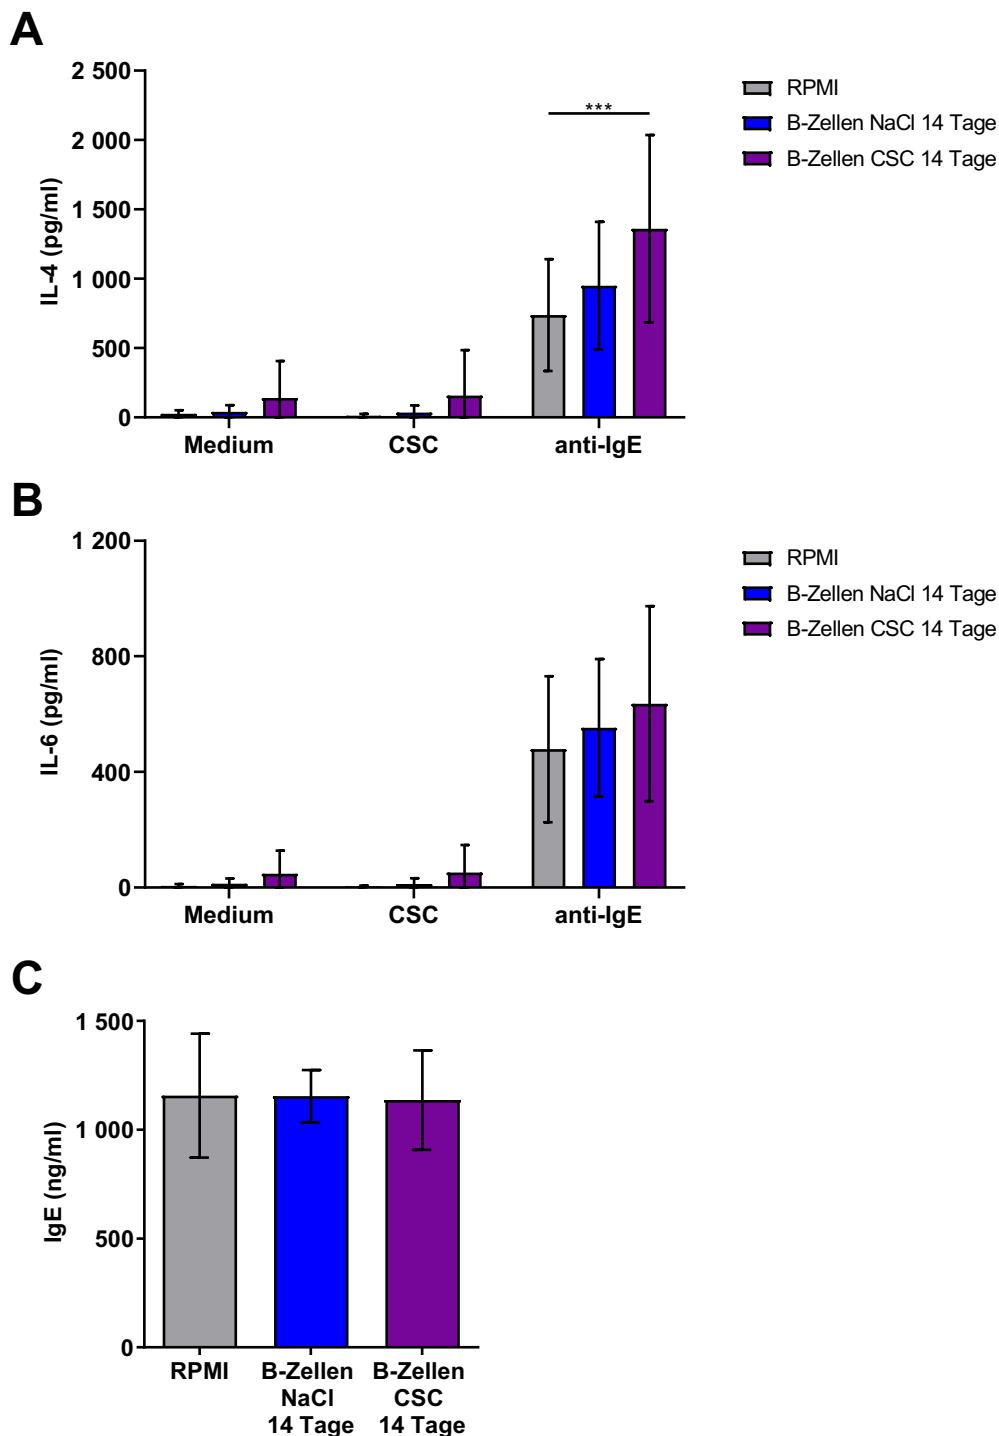 A
2 500
2 000
1 500
1 000
500
0
IL-4 (pg/ml)
***
Medium
CSC
anti-IgE
RPMI
B-Zellen NaCl 14 Tage
B-Zellen CSC 14 Tage
B
1 200
800
400
0
IL-6 (pg/ml)
Medium
CSC
anti-IgE
RPMI
B-Zellen NaCl 14 Tage
B-Zellen CSC 14 Tage
C
1 500
1 000
500
0
IgE (ng/ml)
RPMI
B-Zellen
NaCl
14 Tage
B-Zellen
CSC
14 Tage